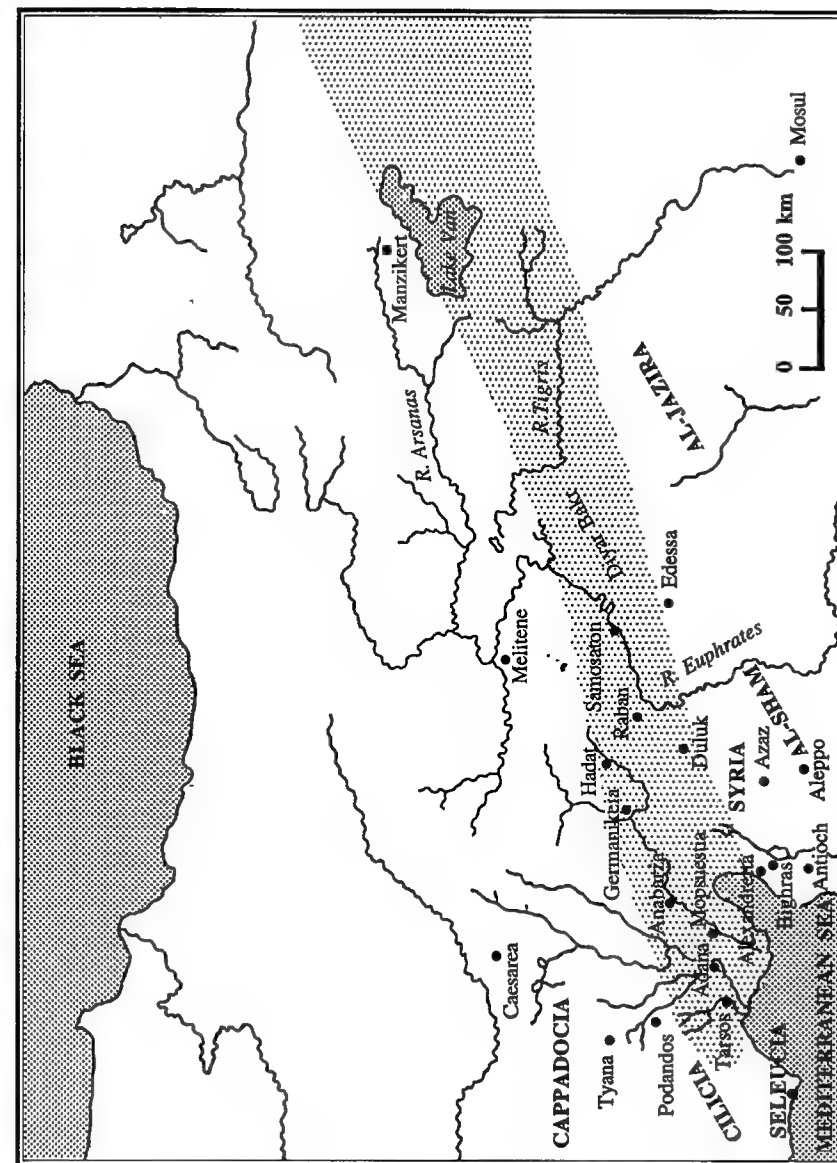 BLACK SEA
Manzikert
Lake Van
R. Arsanas
R. Tigris
Diyar Bakr
Mosul
0 50 100 km
AL-JAZIRA
Melitene
Samosaton
Edessa
R. Euphrates
Raban
Hadat
Duluk
AL-SHAM
Germanikeia
SYRIA
Azaz
Aleppo
Caesarea
Anabarza
Mopsuestia
Alexandretta
Baghras
Antioch
CAPPADOCIA
Adana
Tyana
Podandos
Tarsos
CILICIA
SELEUCIA
MEDITERRANEAN SEA